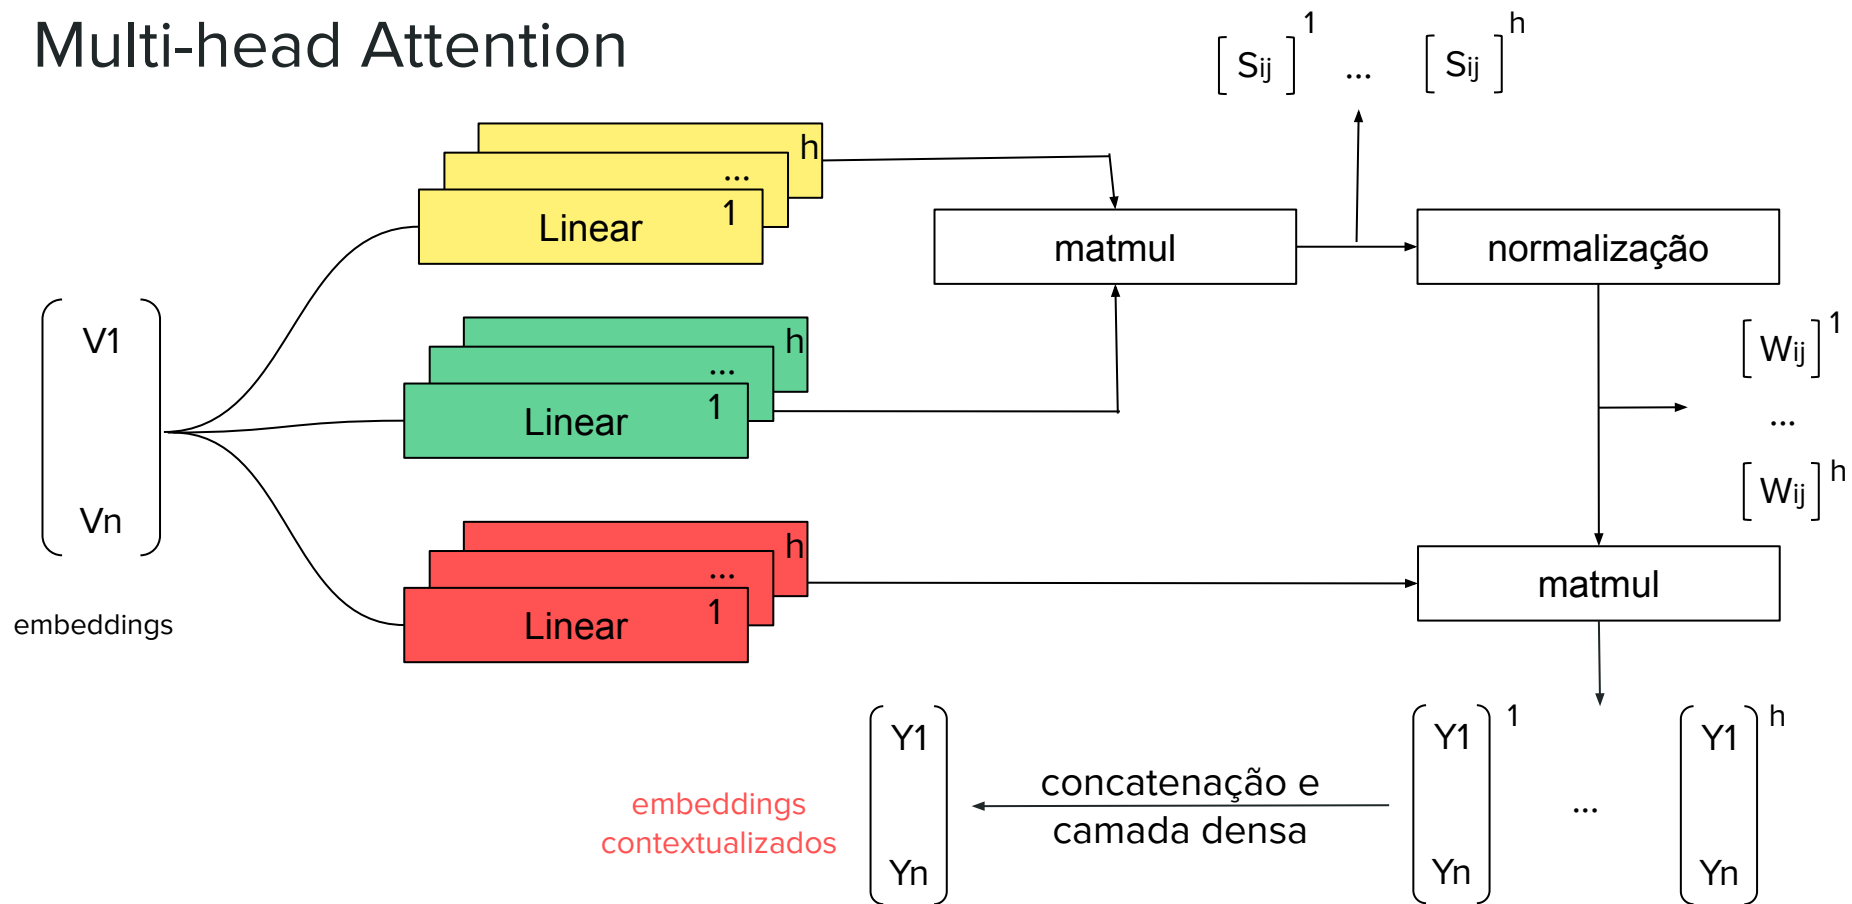 Multi-head Attention
[Sij]1 ... [Sij]h
h
...
1
Linear
matmul
normalização
V1
Vn
embeddings
h
...
1
Linear
[Wij]1
...
[Wij]h
h
...
1
Linear
matmul
Y1
Yn
embeddings
contextualizados
concatenação e
camada densa
Y1
Yn
1
...
Y1
Yn
h